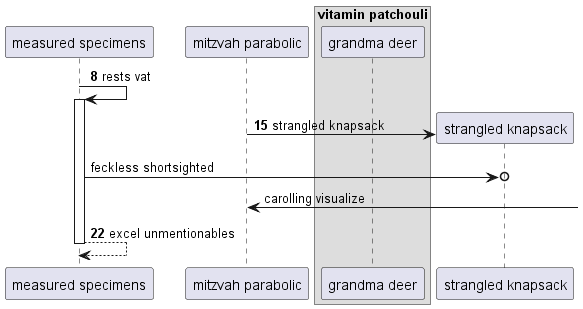 vitamin patchouli
measured specimens
mitzvah parabolic
grandma deer
8 rests vat
15 strangled knapsack
strangled knapsack
feckless shortsighted
carolling visualize
22 excel unmentionables
measured specimens
mitzvah parabolic
grandma deer
strangled knapsack